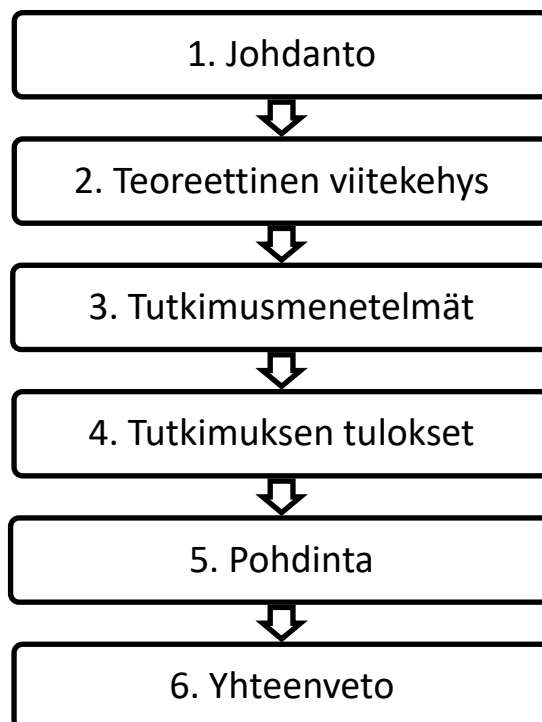 1. Johdanto
2. Teoreettinen viitekehys
3. Tutkimusmenetelmät
4. Tutkimuksen tulokset
5. Pohdinta
6. Yhteenveto